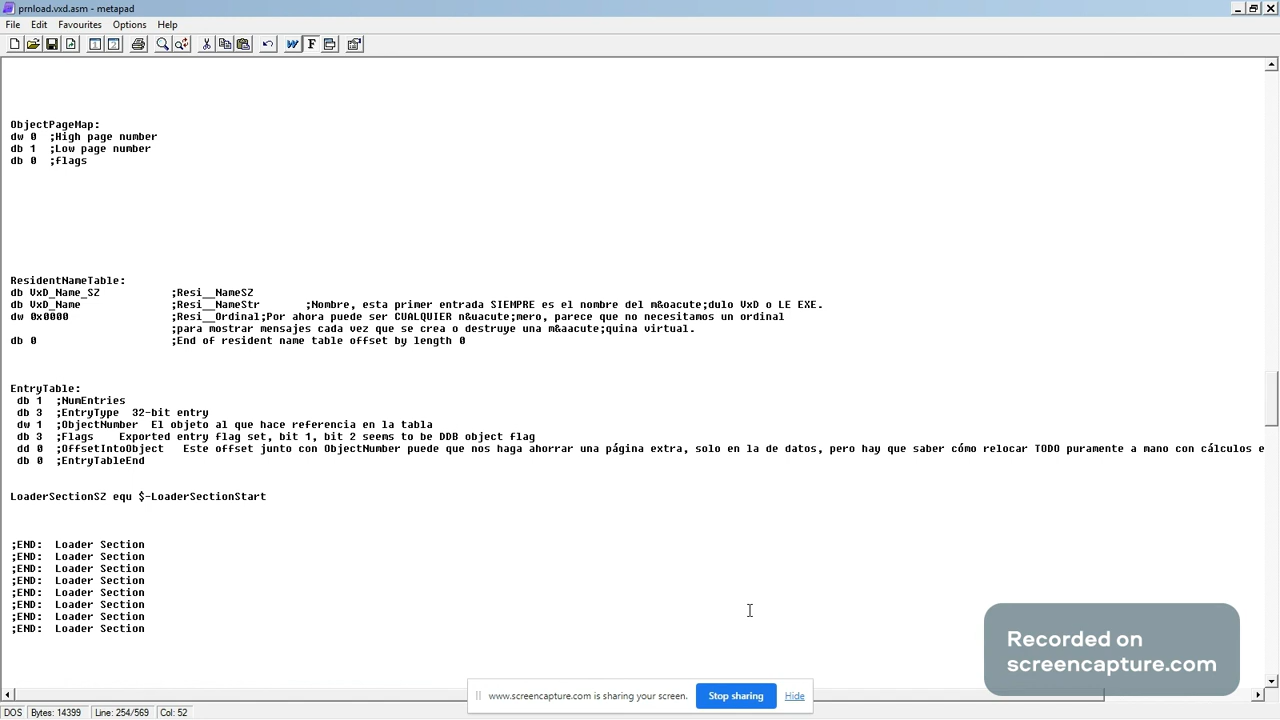 prnload.vxd.asm - metapad
File Edit Favourites Options Help
ObjectPageMap:
dw 0 ;High page number
db 1 ;Low page number
db 0 ;flags
ResidentNameTable:
db VxD_Name_SZ ;Resi__NameSZ
db VxD_Name ;Resi__NameStr ;Nombre, esta primer entrada SIEMPRE es el nombre del m&oacute;dulo VxD o LE EXE.
dw 0x0000 ;Resi__Ordinal;Por ahora puede ser CUALQUIER n&uacute;mero, parece que no necesitamos un ordinal
;para mostrar mensajes cada vez que se crea o destruye una m&aacute;quina virtual.
db 0 ;End of resident name table offset by length 0
EntryTable:
db 1 ;NumEntries
db 3 ;EntryType 32-bit entry
dw 1 ;ObjectNumber El objeto al que hace referencia en la tabla
db 3 ;Flags Exported entry flag set, bit 1, bit 2 seems to be DDB object flag
dd 0 ;OffsetIntoObject Este offset junto con ObjectNumber puede que nos haga ahorrar una página extra, solo en la de datos, pero hay que saber cómo relocar TODO puramente a mano con cálculos e
db 0 ;EntryTableEnd
LoaderSectionSZ equ $-LoaderSectionStart
;END: Loader Section
;END: Loader Section
;END: Loader Section
;END: Loader Section
;END: Loader Section
;END: Loader Section
;END: Loader Section
;END: Loader Section
Recorded on
screencapture.com
www.screencapture.com is sharing your screen. Stop sharing Hide
DOS Bytes: 14399 Line: 254/569 Col: 52